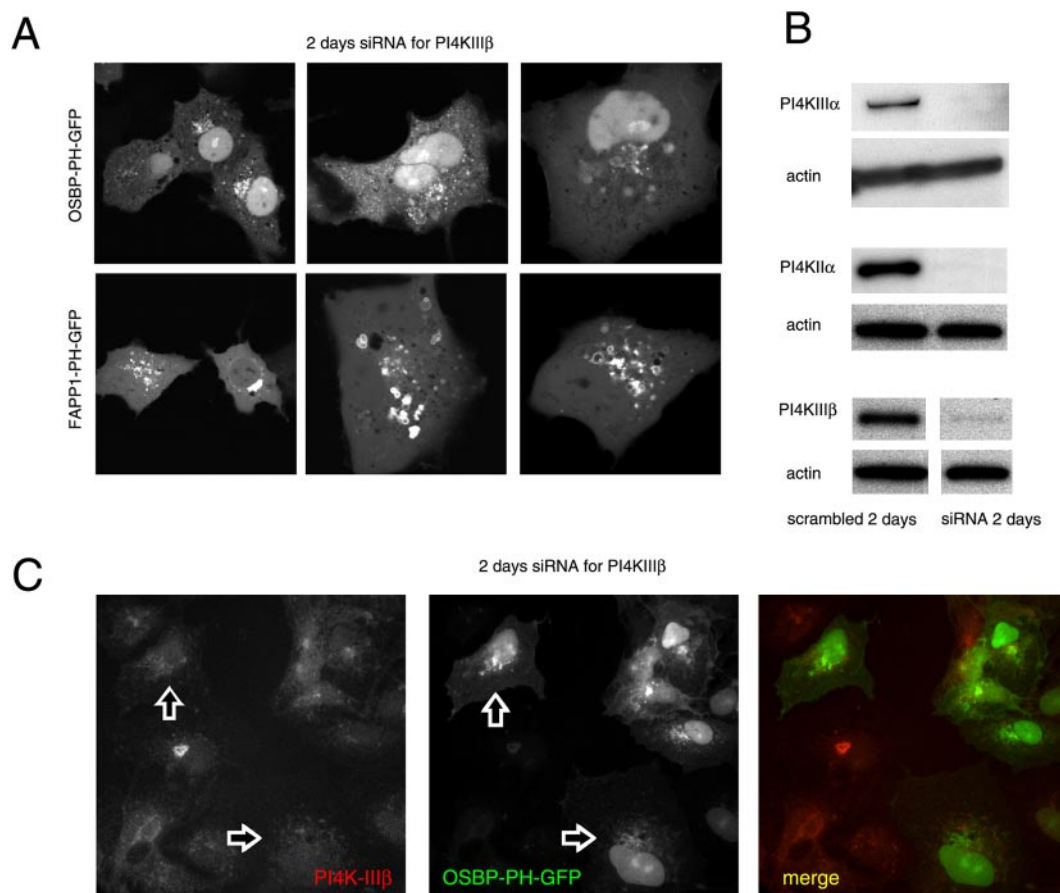 A
2 days siRNA for PI4KIIIβ
OSBP-PH-GFP
FAPP1-PH-GFP
B
PI4KIIIα
actin
PI4KIIα
actin
PI4KIIIβ
actin
scrambled 2 days siRNA 2 days
C
2 days siRNA for PI4KIIIβ
PI4K-IIIβ
OSBP-PH-GFP
merge